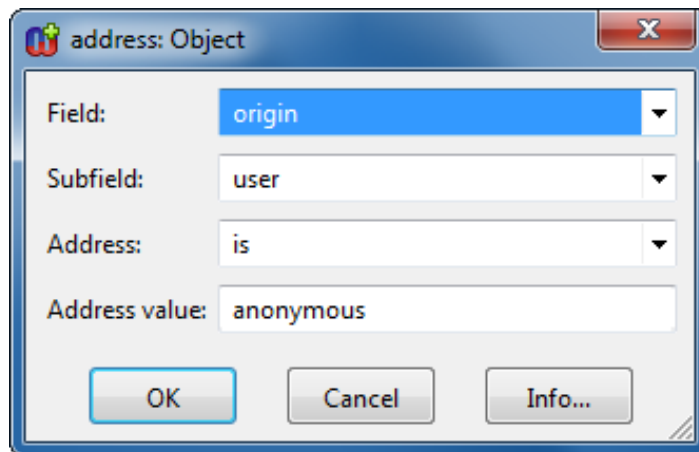 address: Object
Field: origin
Subfield: user
Address: is
Address value: anonymous
OK Cancel Info...